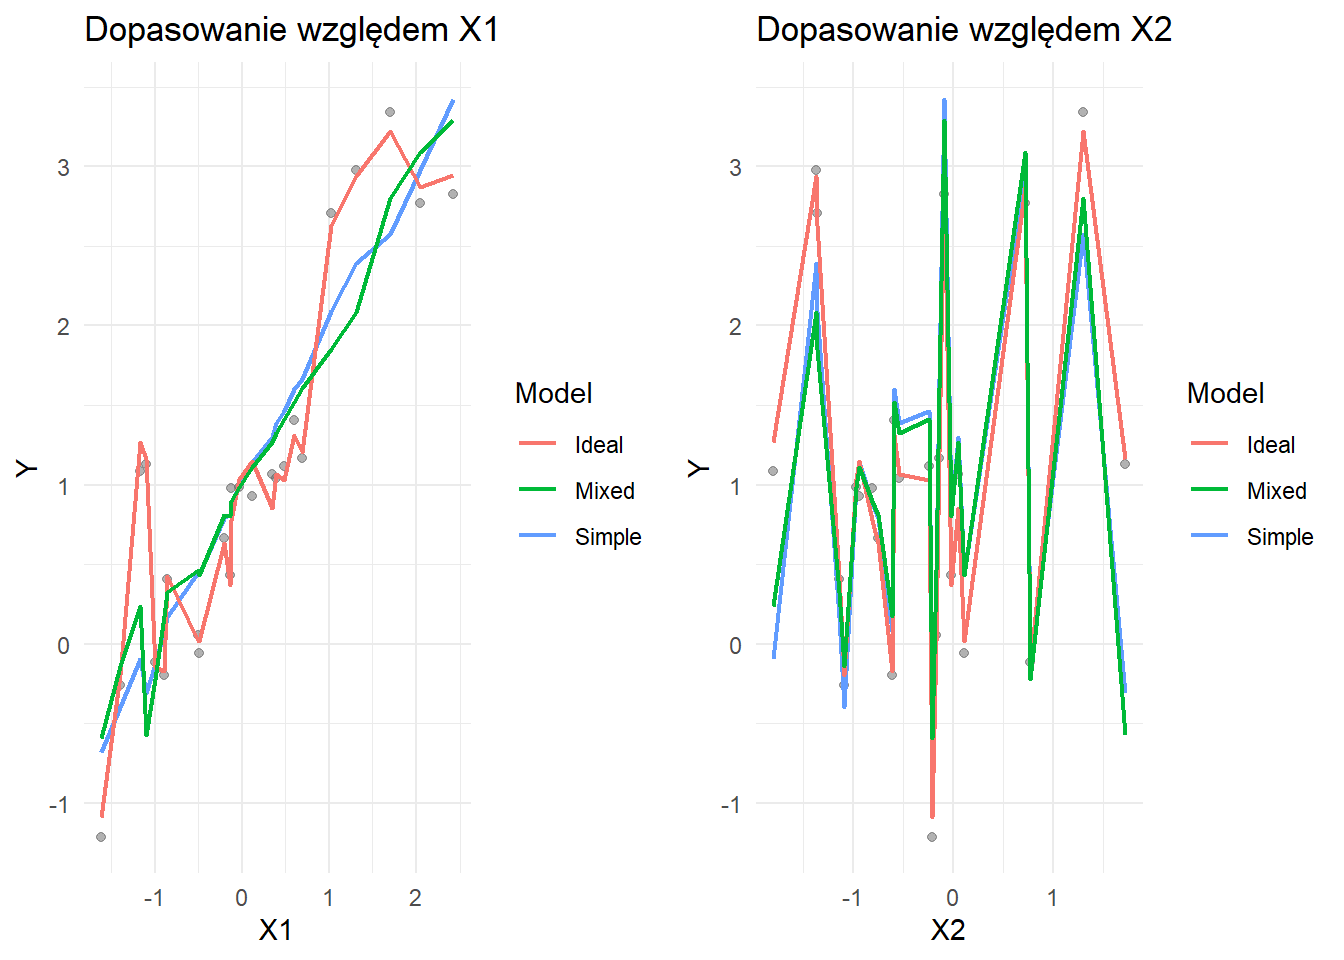 Dopasowanie względem X1
Y
3
2
1
0
-1
-1
0
1
2
X1
Model
Ideal
Mixed
Simple
Dopasowanie względem X2
Y
3
2
1
0
-1
-1
0
1
X2
Model
Ideal
Mixed
Simple